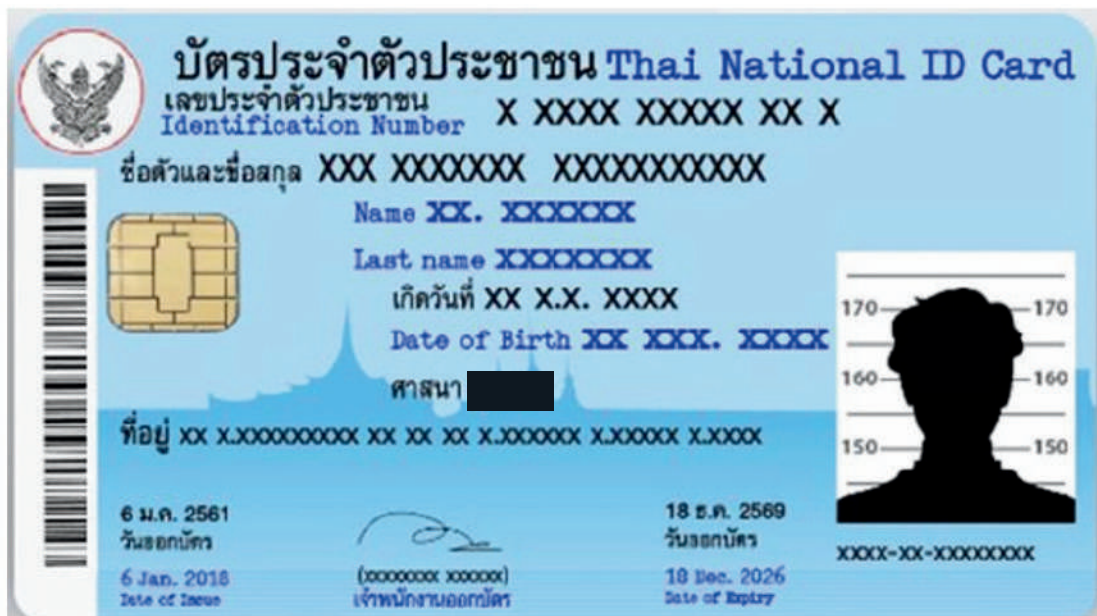 บัตรประจำตัวประชาชน Thai National ID Card
เลขประจำตัวประชาชน
Identification Number X XXXX XXXXX XX X
ชื่อตัวและชื่อสกุล XXX XXXXXXX XXXXXXXXXXX
Name XX. XXXXXX
Last name XXXXXXXX
เกิดวันที่ XX X.X. XXXX
Date of Birth XX XXX. XXXX
ศาสนา
ที่อยู่ XX X.XXXXXXXXX XX XX XX X.XXXXXX X.XXXXX X.XXXX
170 170
160 160
150 150
6 ม.ค. 2561
วันออกบัตร
6 Jan. 2018
Date of Issue
(XXXXXXXX XXXXXX)
เจ้าพนักงานออกบัตร
18 ธ.ค. 2569
วันออกบัตร
18 Dec. 2026
Date of Expiry
XXXX-XX-XXXXXXXX